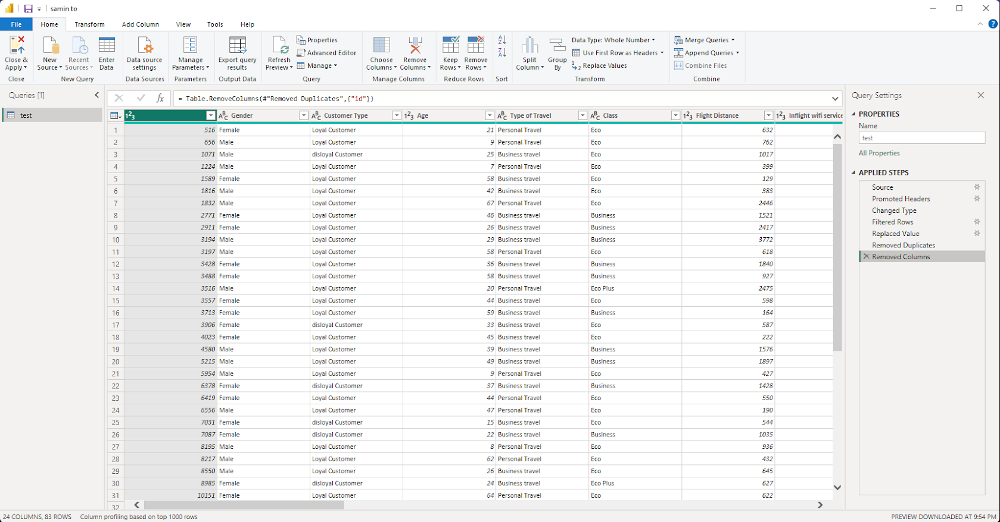 samin to
File Home Transform Add Column View Tools Help
Close & Apply
New Source
Recent Sources
Enter Data
Data source settings
Manage Parameters
Export query results
Refresh Preview
Properties
Advanced Editor
Manage
Choose Columns
Remove Columns
Keep Rows
Remove Rows
A Z
Z A
Split Column
Group By
Data Type: Whole Number
Use First Row as Headers
1 2 Replace Values
Merge Queries
Append Queries
Combine Files
Close New Query Data Sources Parameters Output Data Query Manage Columns Reduce Rows Sort Transform Combine
Queries [1]
test
fx = Table.RemoveColumns(#"Removed Duplicates",{"id"})
123 ABC Gender ABC Customer Type 123 Age ABC Type of Travel ABC Class 123 Flight Distance 123 Inflight wifi service
1 516 Female Loyal Customer 21 Personal Travel Eco 632
2 656 Male Loyal Customer 9 Personal Travel Eco 762
3 1071 Male disloyal Customer 25 Business travel Eco 1017
4 1224 Male Loyal Customer 7 Personal Travel Eco 399
5 1589 Female Loyal Customer 58 Business travel Eco 129
6 1816 Male Loyal Customer 42 Business travel Eco 383
7 1832 Male Loyal Customer 67 Personal Travel Eco 2446
8 2771 Female Loyal Customer 46 Business travel Business 1521
9 2911 Female Loyal Customer 26 Business travel Business 2417
10 3194 Male Loyal Customer 29 Business travel Business 3772
11 3197 Male Loyal Customer 58 Personal Travel Eco 618
12 3428 Female Loyal Customer 36 Business travel Business 1840
13 3488 Female Loyal Customer 58 Business travel Business 927
14 3516 Male Loyal Customer 20 Personal Travel Eco Plus 2475
15 3557 Female Loyal Customer 44 Business travel Eco 598
16 3713 Female Loyal Customer 59 Business travel Business 164
17 3906 Female disloyal Customer 33 Business travel Eco 587
18 4023 Female Loyal Customer 45 Business travel Eco 222
19 4580 Male Loyal Customer 39 Business travel Business 1576
20 5215 Male Loyal Customer 49 Business travel Business 1897
21 5954 Male Loyal Customer 9 Personal Travel Eco 427
22 6378 Female disloyal Customer 37 Business travel Business 1428
23 6419 Female Loyal Customer 44 Personal Travel Eco 550
24 6556 Male Loyal Customer 47 Personal Travel Eco 190
25 7031 Female disloyal Customer 15 Business travel Eco 544
26 7087 Female disloyal Customer 22 Business travel Business 1035
27 8195 Male Loyal Customer 8 Personal Travel Eco 936
28 8217 Male Loyal Customer 62 Personal Travel Eco 432
29 8550 Male Loyal Customer 26 Business travel Eco 645
30 8985 Female disloyal Customer 24 Business travel Eco Plus 627
31 10151 Female Loyal Customer 64 Personal Travel Eco 622
32
Query Settings
PROPERTIES
Name
test
All Properties
APPLIED STEPS
Source
Promoted Headers
Changed Type
Filtered Rows
Replaced Value
Removed Duplicates
Removed Columns
24 COLUMNS, 83 ROWS Column profiling based on top 1000 rows PREVIEW DOWNLOADED AT 9:54 PM